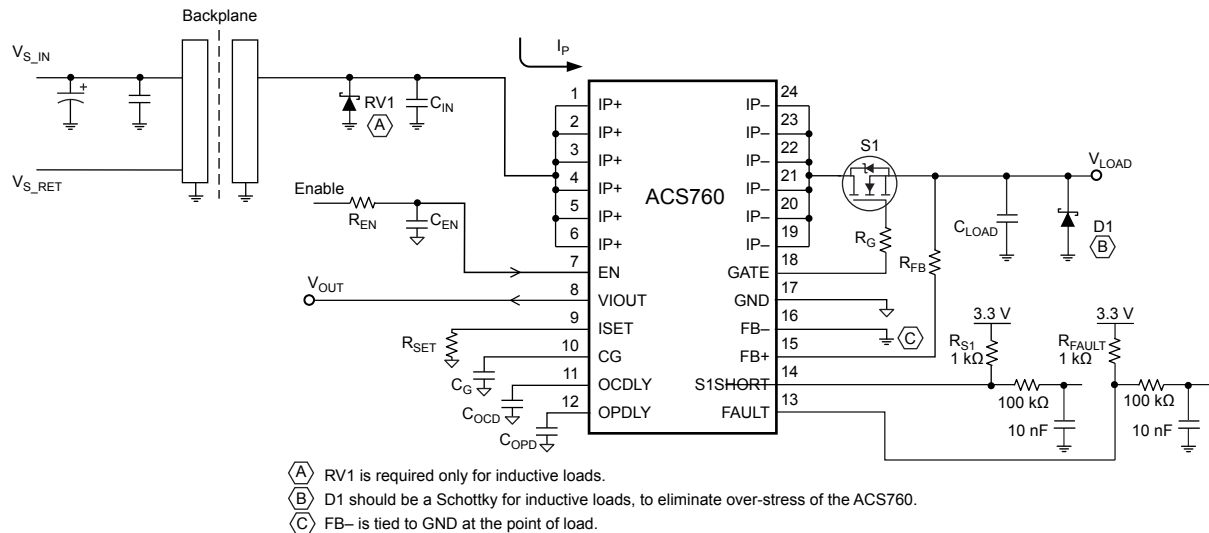 Backplane
V_S_IN
V_S_RET
I_P
RV1
A
C_IN
Enable
R_EN
C_EN
V_OUT
R_SET
C_G
C_OCD
C_OPD
ACS760
1 IP+
2 IP+
3 IP+
4 IP+
5 IP+
6 IP+
7 EN
8 VIOUT
9 ISET
10 CG
11 OCDLY
12 OPDLY
24 IP–
23 IP–
22 IP–
21 IP–
20 IP–
19 IP–
18 GATE
17 GND
16 FB–
15 FB+
14 S1SHORT
13 FAULT
S1
R_G
R_FB
C_LOAD
V_LOAD
D1
B
C
3.3 V
R_S1
1 kΩ
100 kΩ
10 nF
3.3 V
R_FAULT
1 kΩ
100 kΩ
10 nF
A RV1 is required only for inductive loads.
B D1 should be a Schottky for inductive loads, to eliminate over-stress of the ACS760.
C FB– is tied to GND at the point of load.